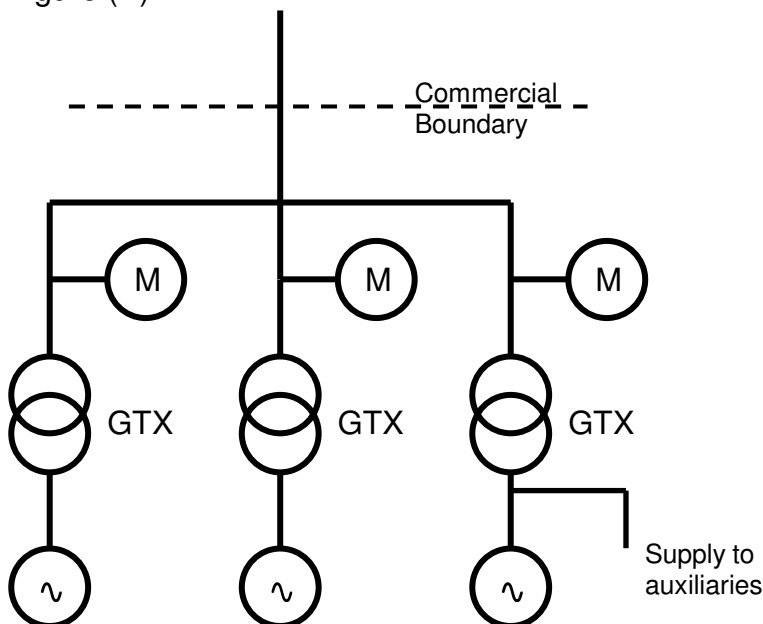 Commercial
Boundary
M M M
GTX GTX GTX
Supply to
auxiliaries